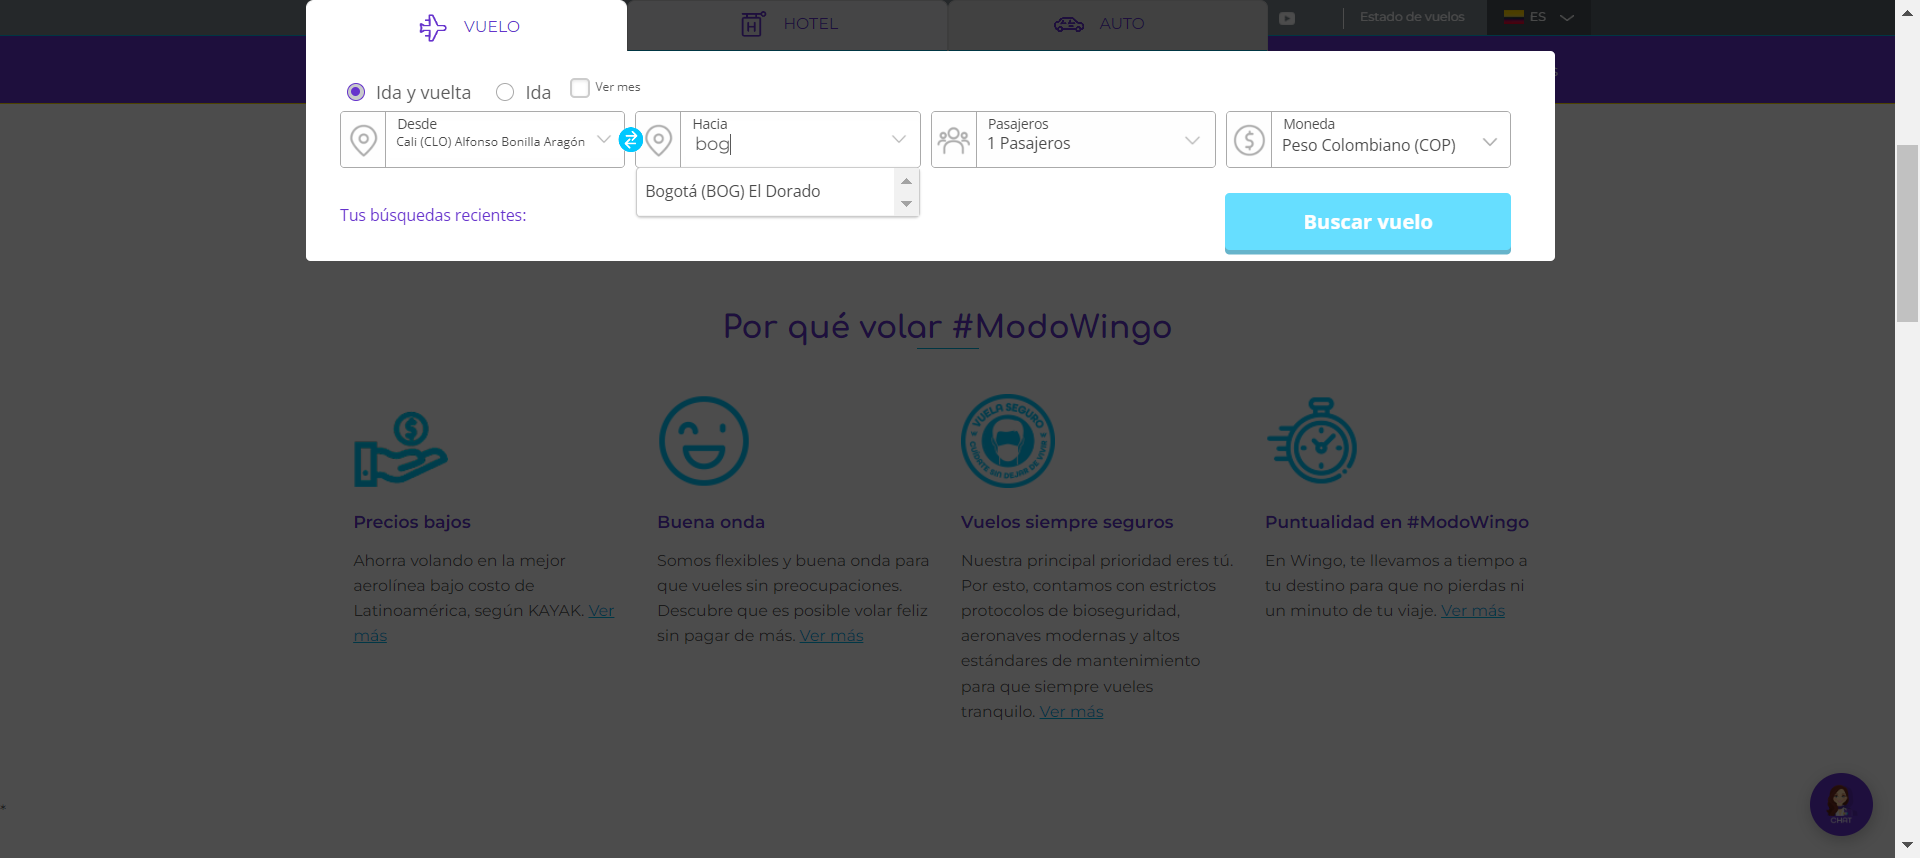 VUELO
HOTEL
AUTO
Estado de vuelos
ES
Ida y vuelta
Ida
Ver mes
Desde
Cali (CLO) Alfonso Bonilla Aragón
Hacia
bog
Pasajeros
1 Pasajeros
Moneda
Peso Colombiano (COP)
Bogotá (BOG) El Dorado
Tus búsquedas recientes:
Buscar vuelo
Por qué volar #ModoWingo
VUELA SEGURO
CUÍDATE SIN DEJAR DE VIVIR
Precios bajos
Ahorra volando en la mejor
aerolínea bajo costo de
Latinoamérica, según KAYAK. Ver
más
Buena onda
Somos flexibles y buena onda para
que vueles sin preocupaciones.
Descubre que es posible volar feliz
sin pagar de más. Ver más
Vuelos siempre seguros
Nuestra principal prioridad eres tú.
Por esto, contamos con estrictos
protocolos de bioseguridad,
aeronaves modernas y altos
estándares de mantenimiento
para que siempre vueles
tranquilo. Ver más
Puntualidad en #ModoWingo
En Wingo, te llevamos a tiempo a
tu destino para que no pierdas ni
un minuto de tu viaje. Ver más
*
CHAT